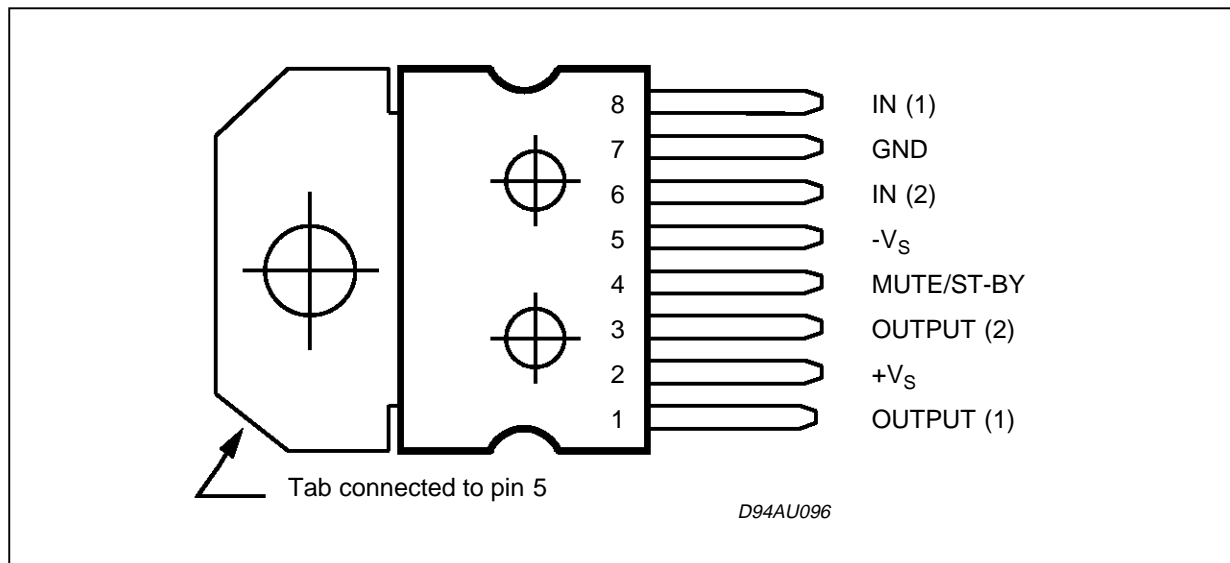 8 IN (1)
7 GND
6 IN (2)
5 -VS
4 MUTE/ST-BY
3 OUTPUT (2)
2 +VS
1 OUTPUT (1)
Tab connected to pin 5
D94AU096